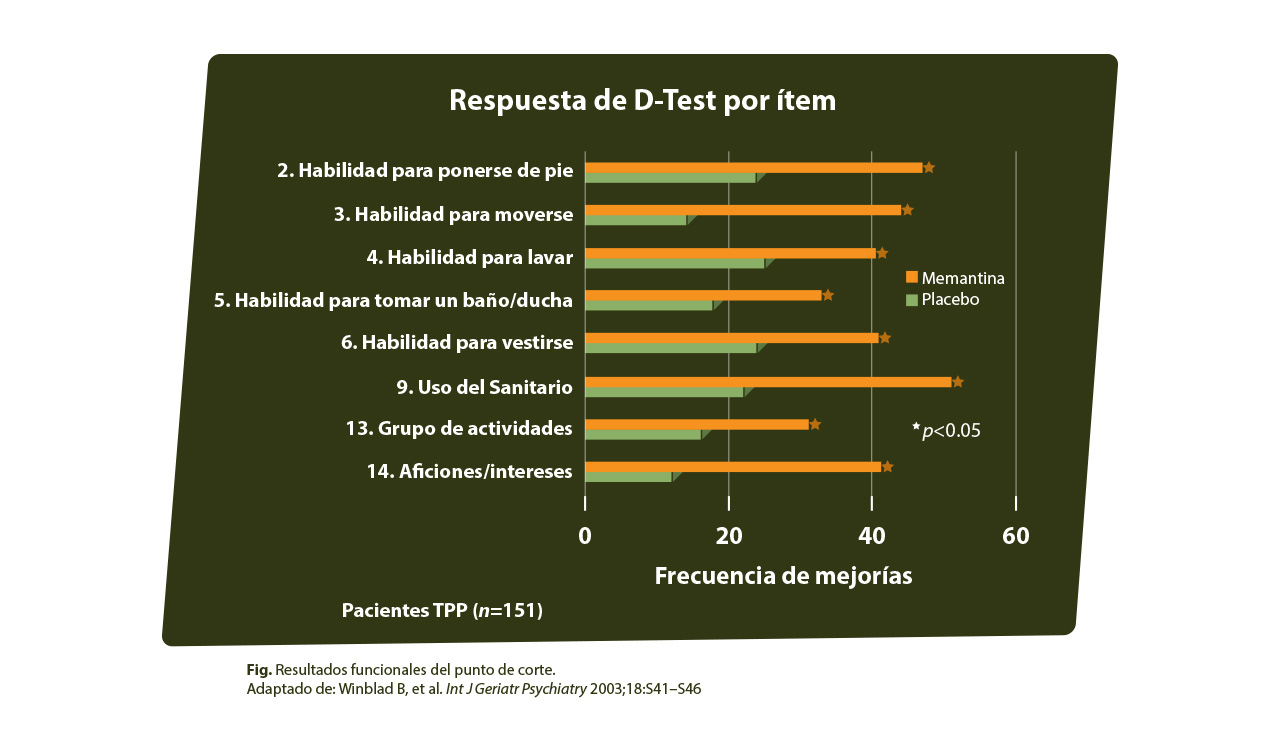 Respuesta de D-Test por ítem
2. Habilidad para ponerse de pie
3. Habilidad para moverse
4. Habilidad para lavar
5. Habilidad para tomar un baño/ducha
6. Habilidad para vestirse
9. Uso del Sanitario
13. Grupo de actividades
14. Aficiones/intereses
Memantina
Placebo
★p<0.05
0 20 40 60
Frecuencia de mejorías
Pacientes TPP (n=151)
Fig. Resultados funcionales del punto de corte.
Adaptado de: Winblad B, et al. Int J Geriatr Psychiatry 2003;18:S41–S46